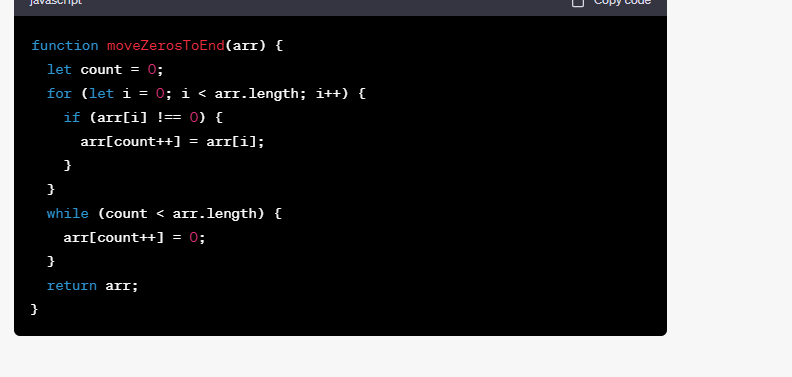 javascript Copy code
function moveZerosToEnd(arr) {
  let count = 0;
  for (let i = 0; i < arr.length; i++) {
    if (arr[i] !== 0) {
      arr[count++] = arr[i];
    }
  }
  while (count < arr.length) {
    arr[count++] = 0;
  }
  return arr;
}